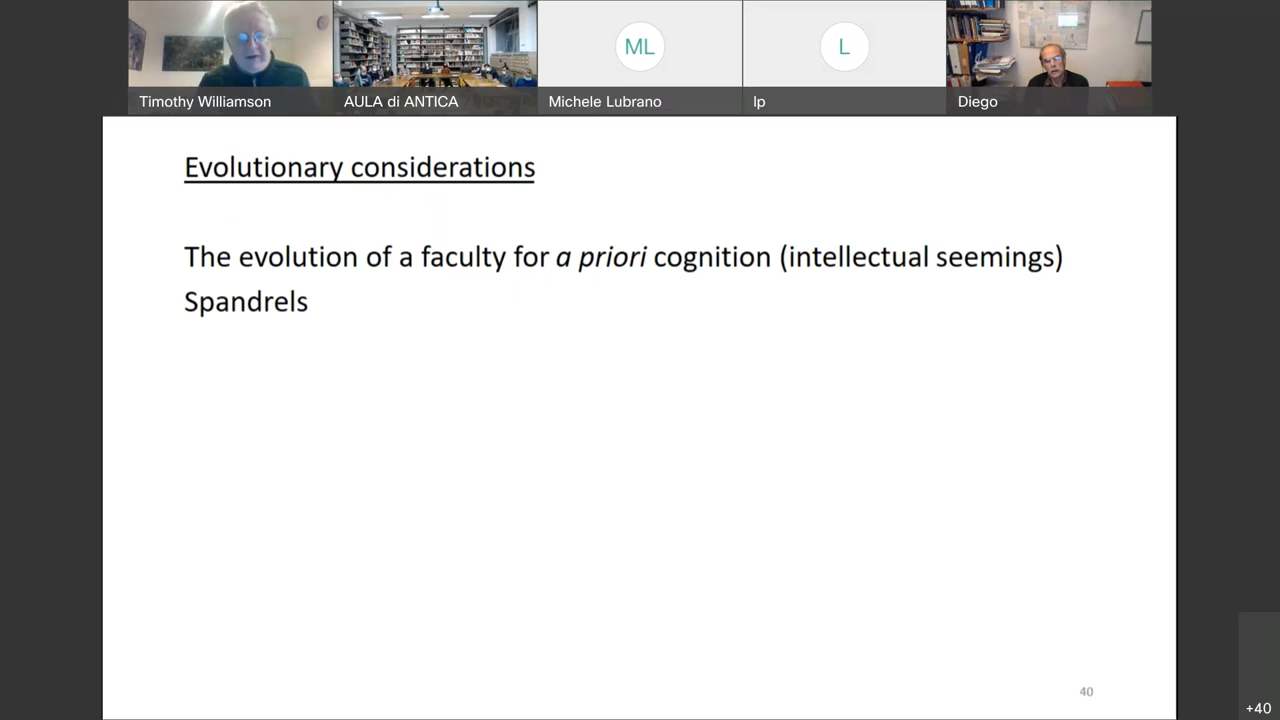 ML
L
Timothy Williamson
AULA di ANTICA
Michele Lubrano
lp
Diego
Evolutionary considerations
The evolution of a faculty for a priori cognition (intellectual seemings)
Spandrels
40
+40